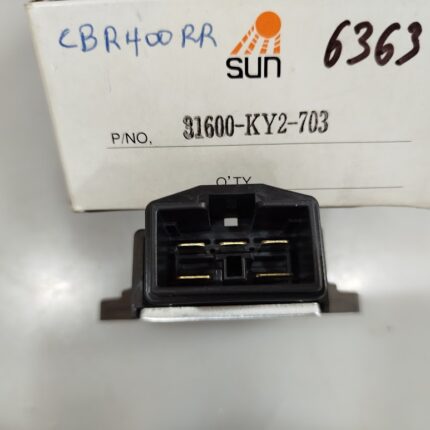 CBR400RR
6363
sun
P/NO. 31600-KY2-703
Q'TY